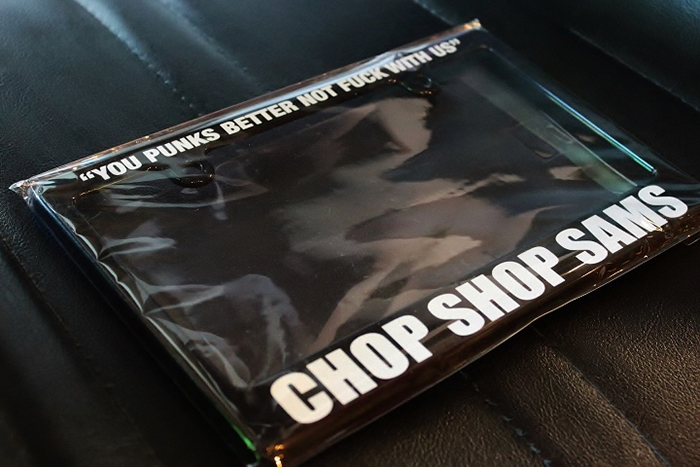 “YOU PUNKS BETTER NOT FUCK WITH US”
CHOP SHOP SAMS